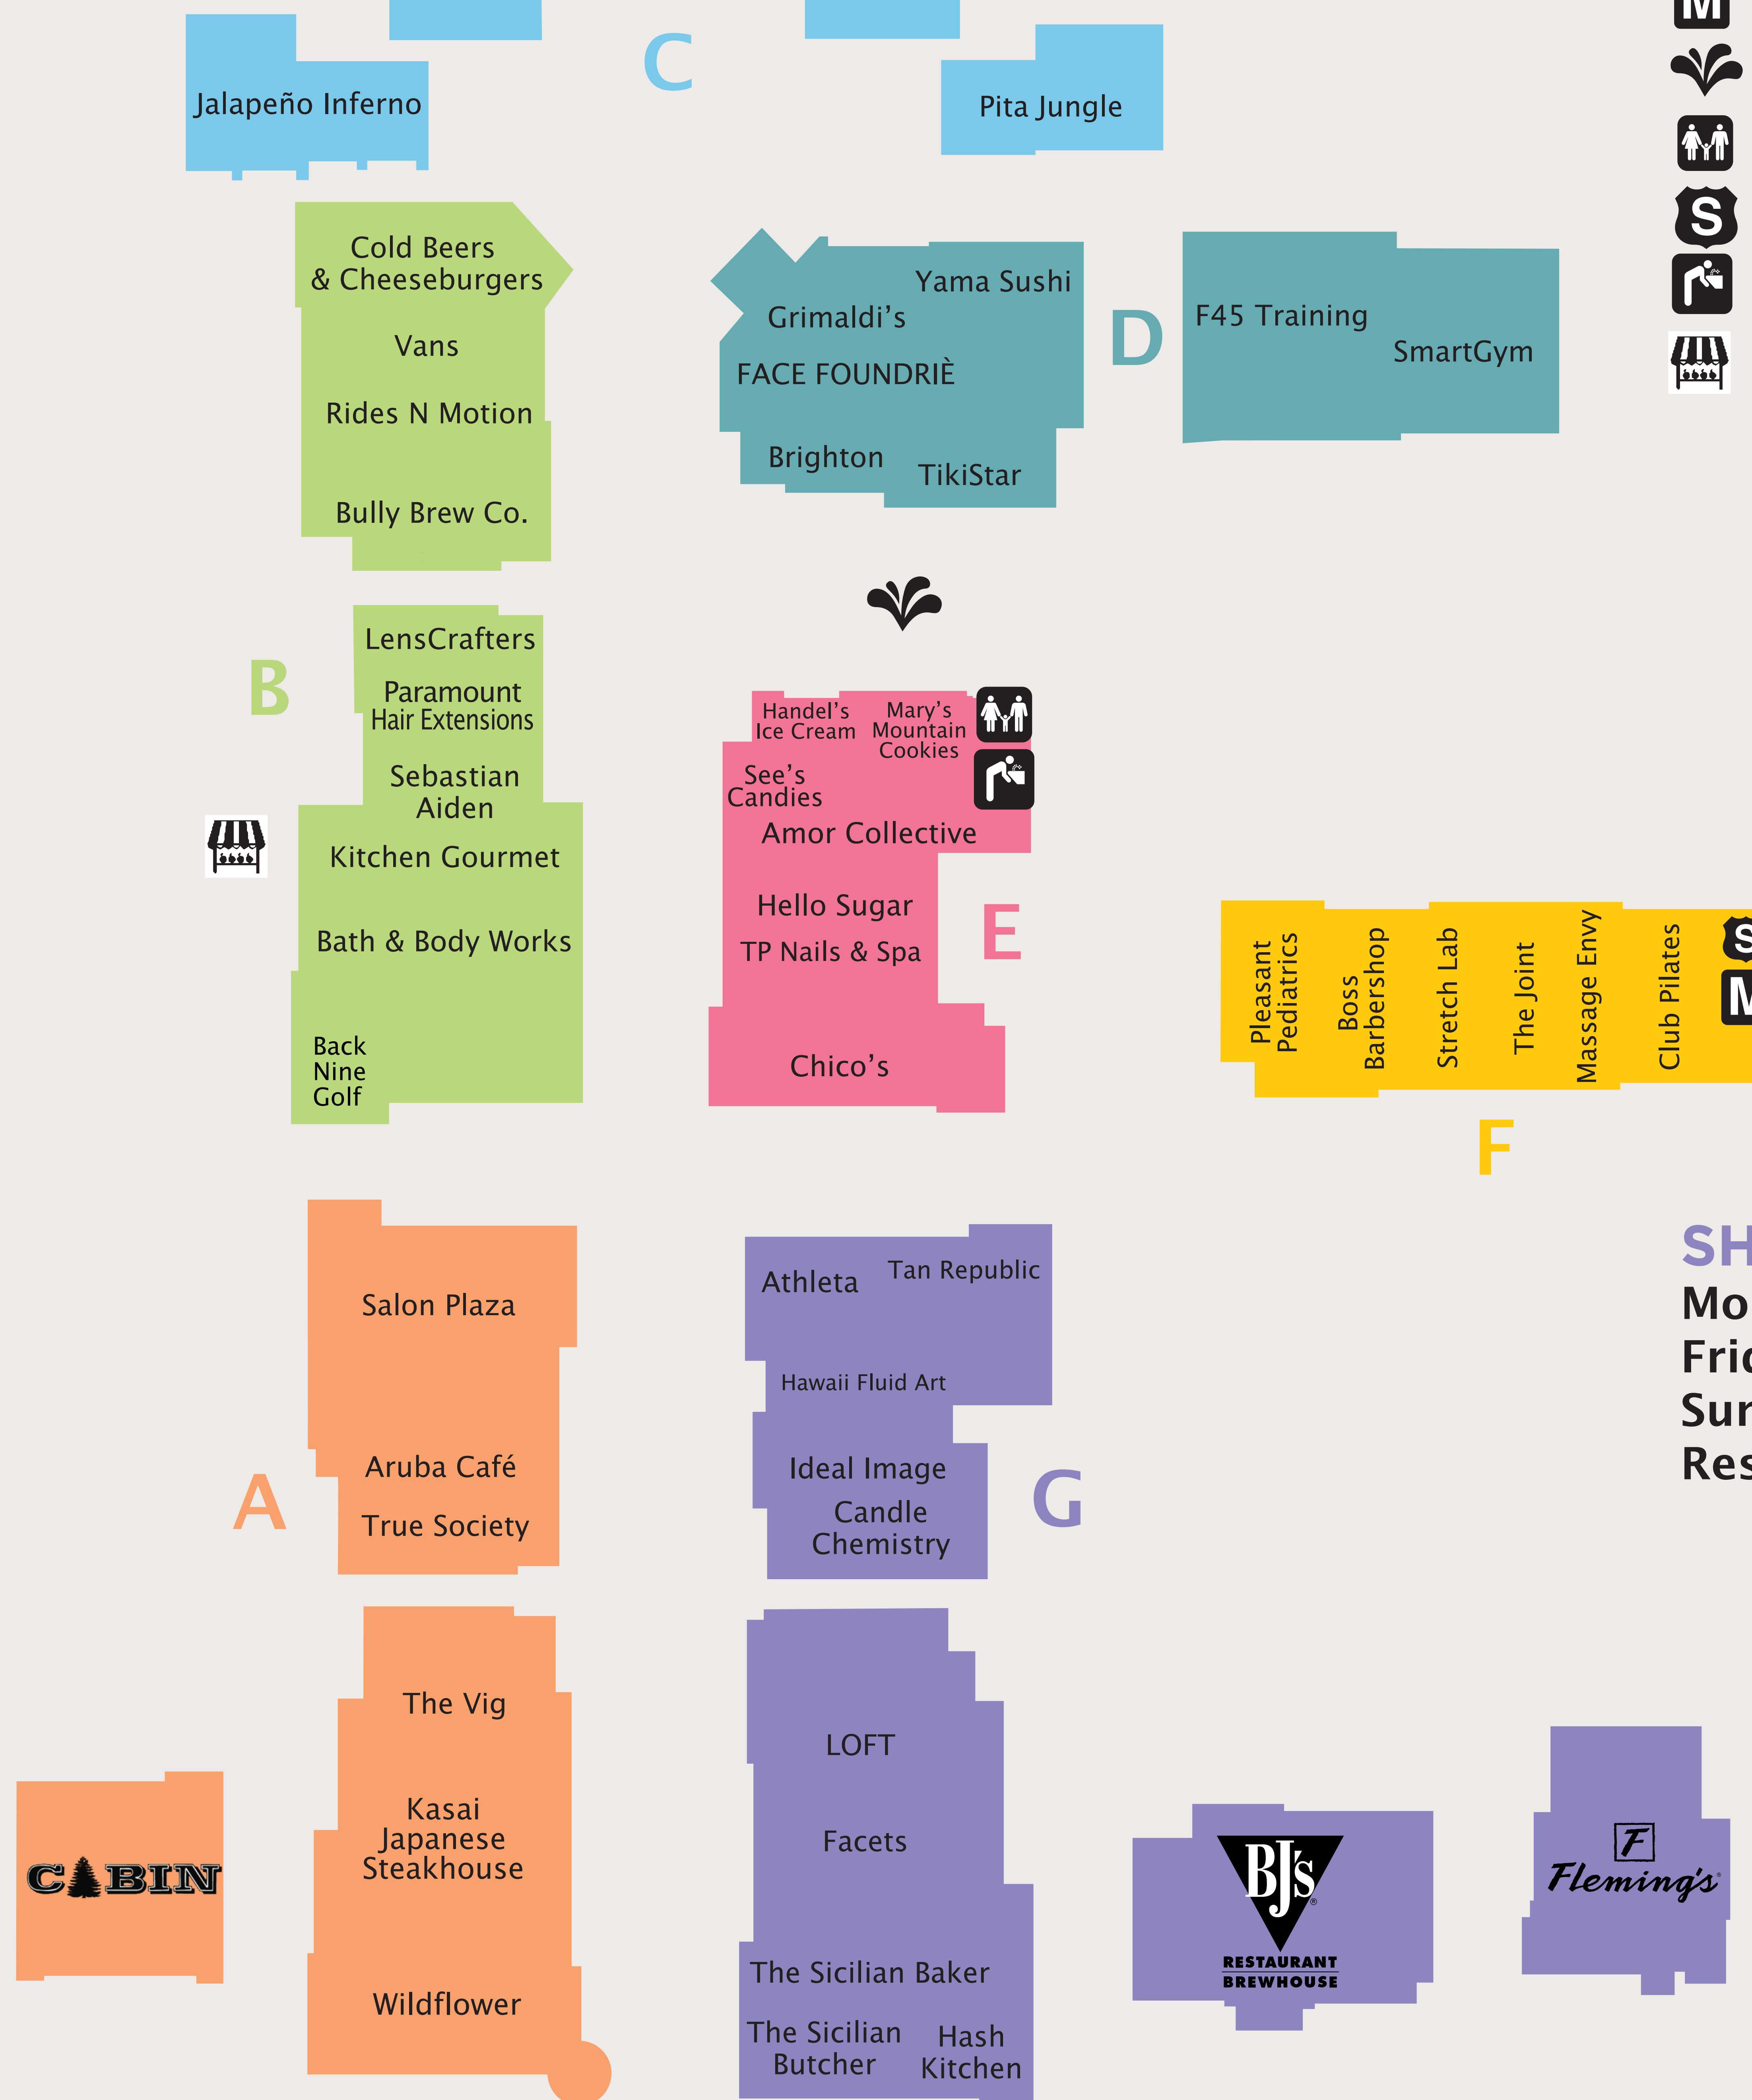 M
C
Jalapeño Inferno
Pita Jungle
S
Cold Beers
& Cheeseburgers
Vans
Rides N Motion
Bully Brew Co.
Yama Sushi
Grimaldi’s
FACE FOUNDRIÈ
Brighton
TikiStar
D
F45 Training
SmartGym
B
LensCrafters
Paramount
Hair Extensions
Sebastian
Aiden
Kitchen Gourmet
Bath & Body Works
Back
Nine
Golf
Handel’s
Ice Cream
Mary’s
Mountain
Cookies
See’s
Candies
Amor Collective
Hello Sugar
TP Nails & Spa
Chico’s
E
Pleasant
Pediatrics
Boss
Barbershop
Stretch Lab
The Joint
Massage Envy
Club Pilates
S
M
F
A
Salon Plaza
Aruba Café
True Society
Athleta
Tan Republic
Hawaii Fluid Art
Ideal Image
Candle
Chemistry
G
SH
Mo
Frid
Sun
Res
CABIN
The Vig
Kasai
Japanese
Steakhouse
Wildflower
LOFT
Facets
The Sicilian Baker
The Sicilian
Butcher
Hash
Kitchen
BJ's®
RESTAURANT
BREWHOUSE
F
Fleming's®